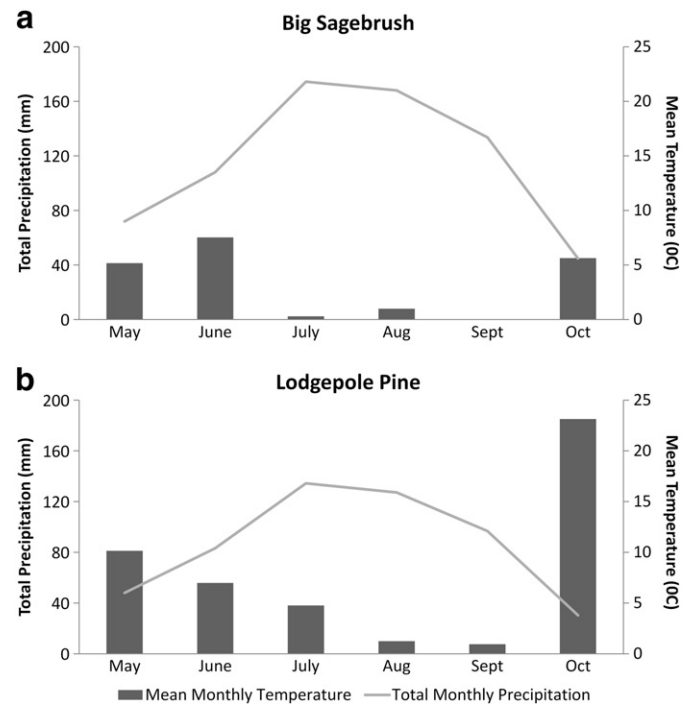 a
Big Sagebrush
Total Precipitation (mm)
200
160
120
80
40
0
Mean Temperature (0C)
25
20
15
10
5
0
May June July Aug Sept Oct
b
Lodgepole Pine
Total Precipitation (mm)
200
160
120
80
40
0
Mean Temperature (0C)
25
20
15
10
5
0
May June July Aug Sept Oct
Mean Monthly Temperature Total Monthly Precipitation